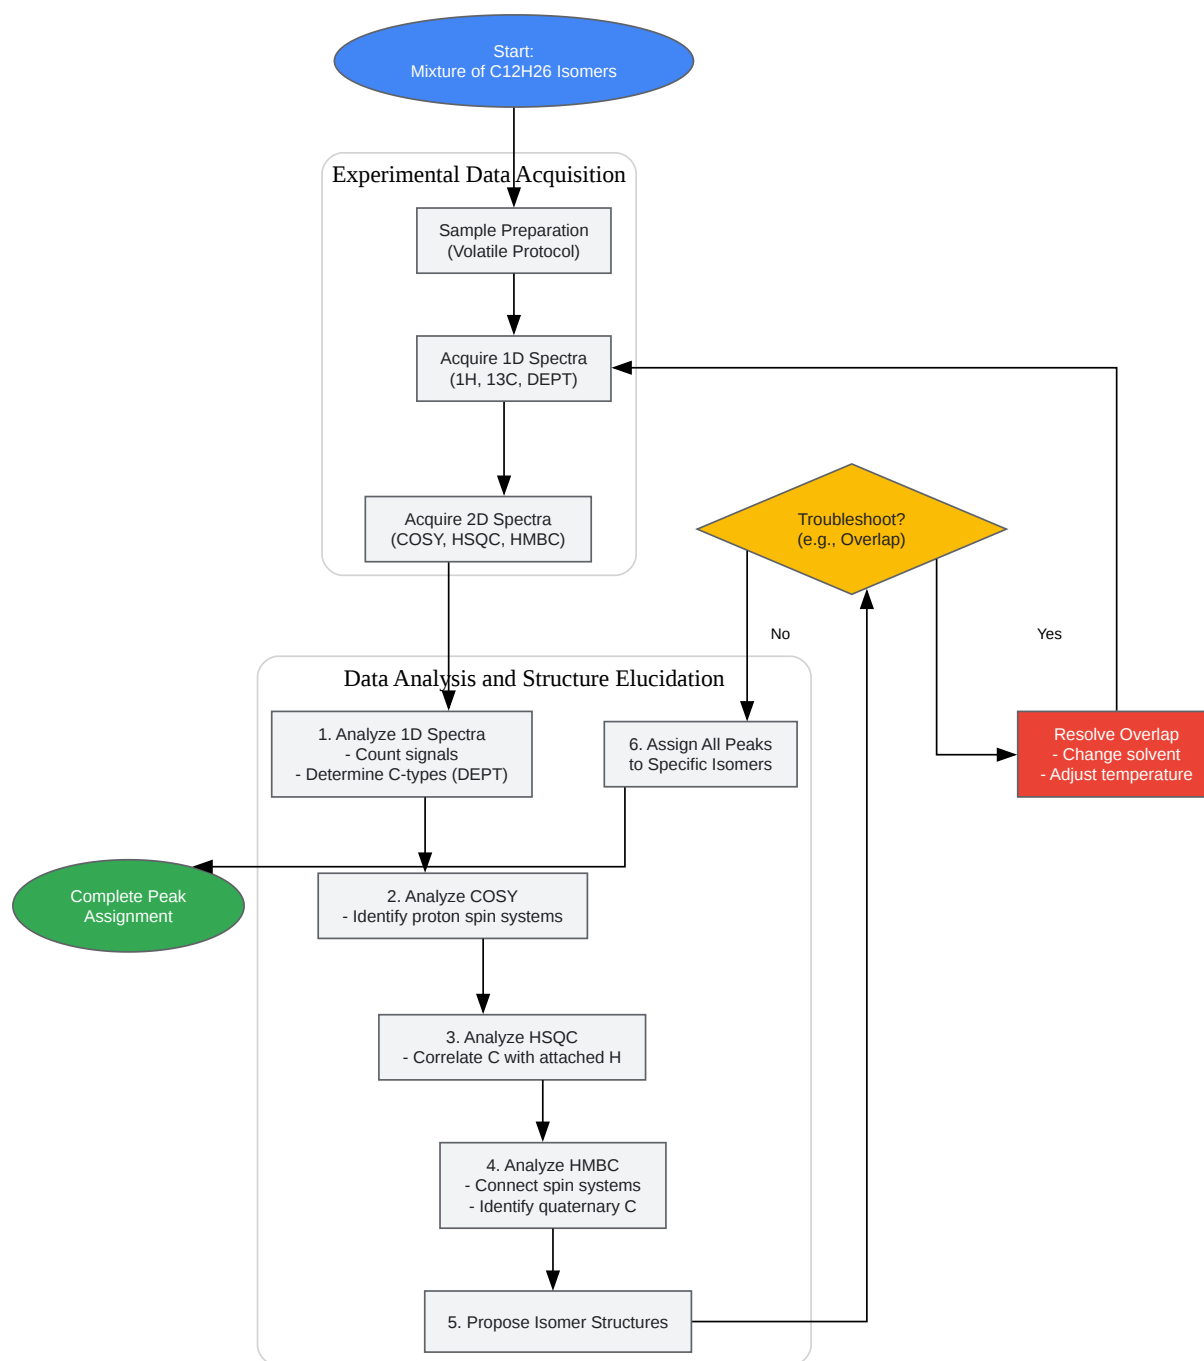 Start:
Mixture of C12H26 Isomers
Experimental Data Acquisition
Sample Preparation
(Volatile Protocol)
Acquire 1D Spectra
(1H, 13C, DEPT)
Acquire 2D Spectra
(COSY, HSQC, HMBC)
Troubleshoot?
(e.g., Overlap)
No
Yes
Data Analysis and Structure Elucidation
1. Analyze 1D Spectra
- Count signals
- Determine C-types (DEPT)
6. Assign All Peaks
to Specific Isomers
Resolve Overlap
- Change solvent
- Adjust temperature
Complete Peak
Assignment
2. Analyze COSY
- Identify proton spin systems
3. Analyze HSQC
- Correlate C with attached H
4. Analyze HMBC
- Connect spin systems
- Identify quaternary C
5. Propose Isomer Structures